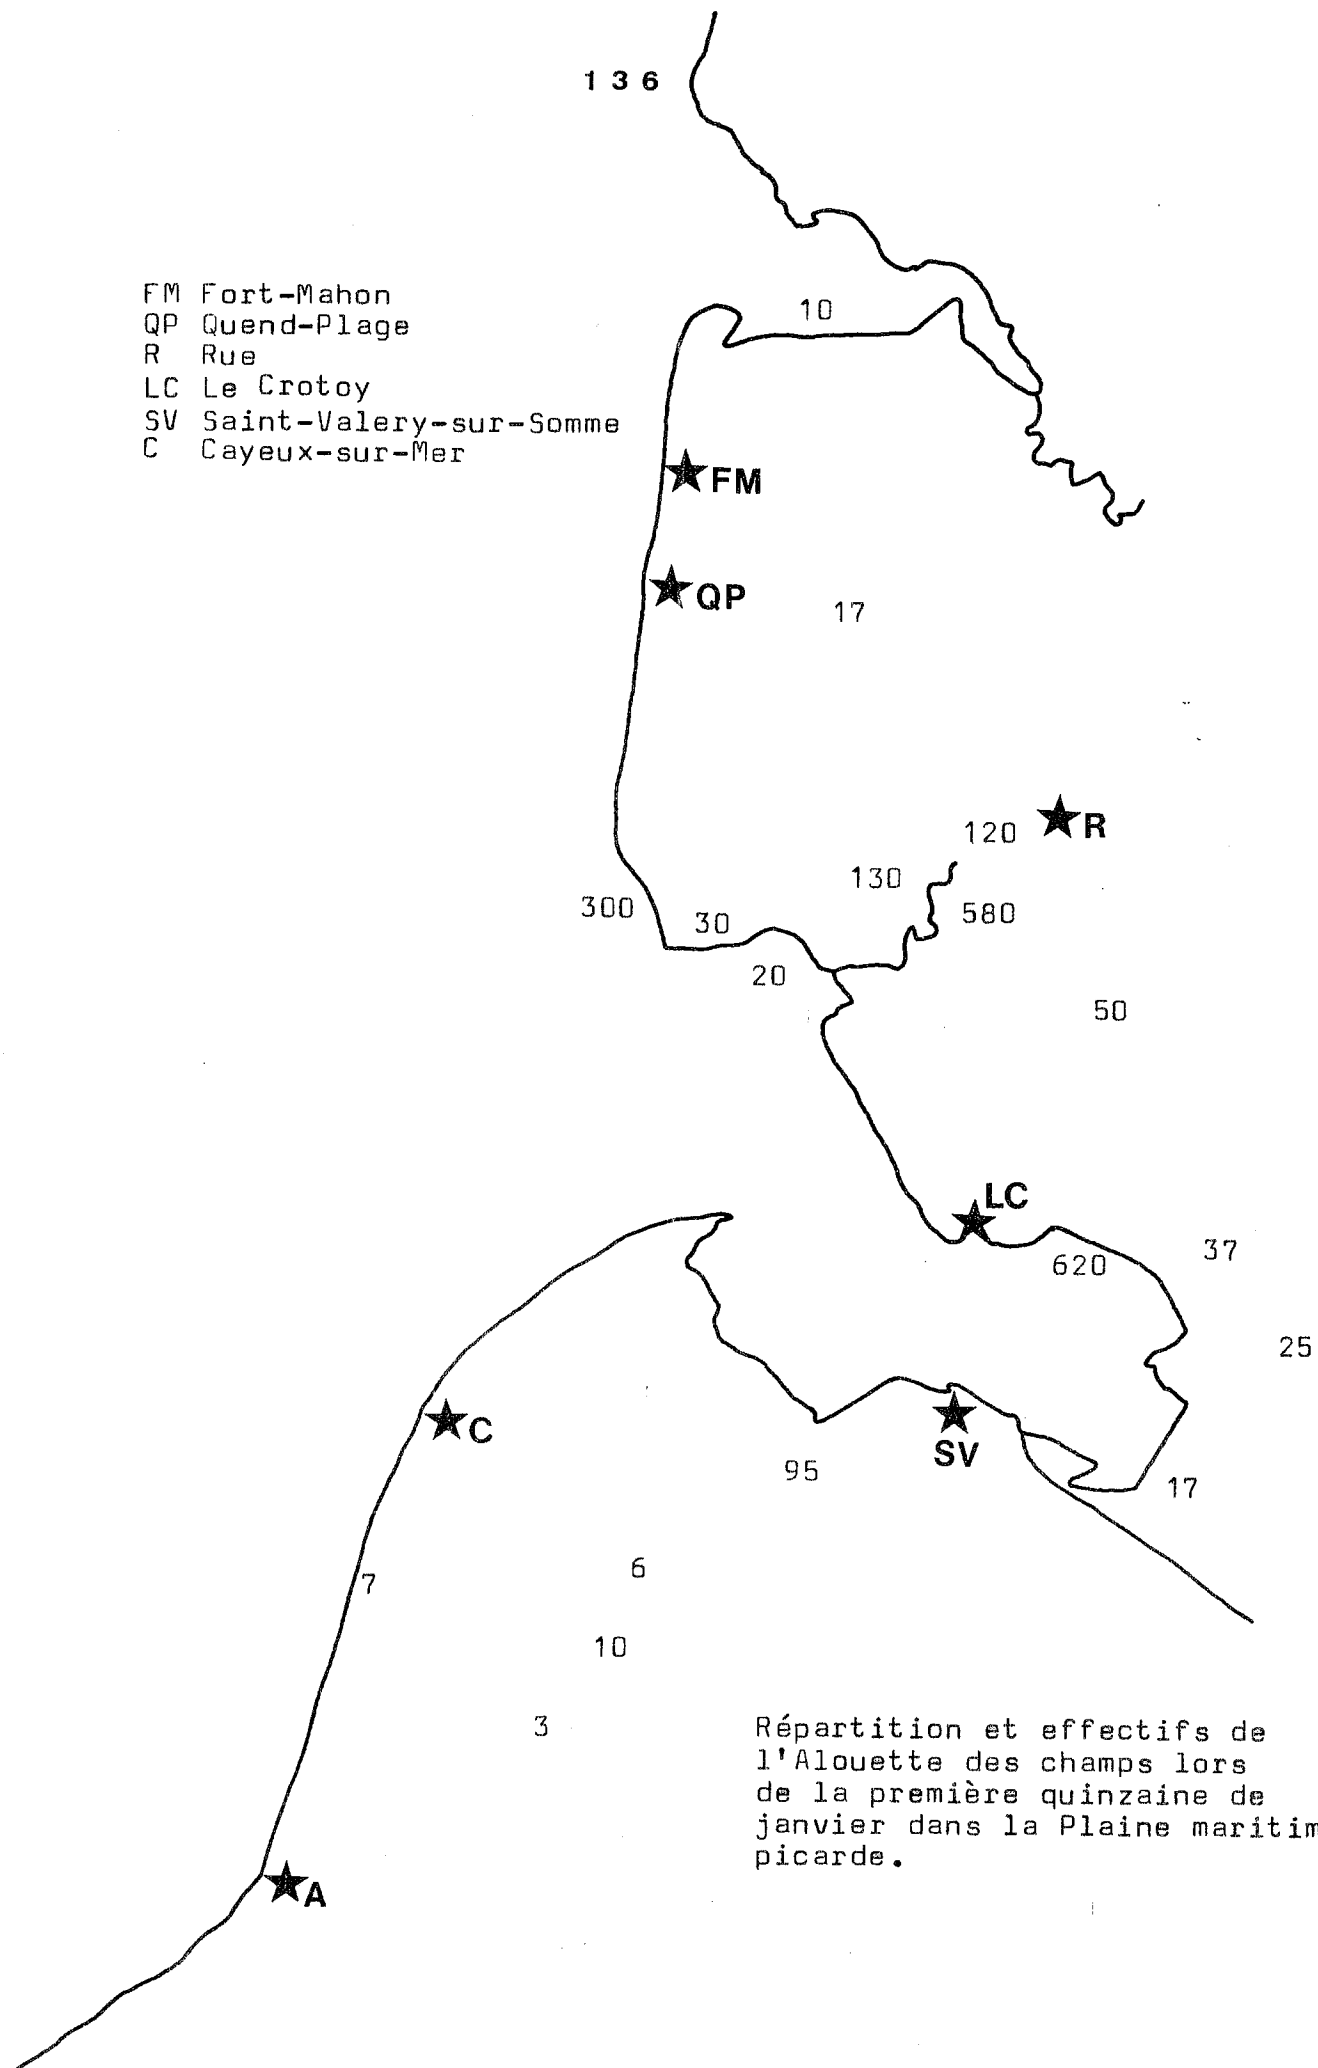 136
FM Fort-Mahon
QP Quend-Plage
R Rue
LC Le Crotoy
SV Saint-Valery-sur-Somme
C Cayeux-sur-Mer
10
FM
QP
17
R
120
130
300
30
580
20
50
LC
37
620
25
C
SV
95
17
6
7
10
3
Répartition et effectifs de
l'Alouette des champs lors
de la première quinzaine de
janvier dans la Plaine maritim
picarde.
A